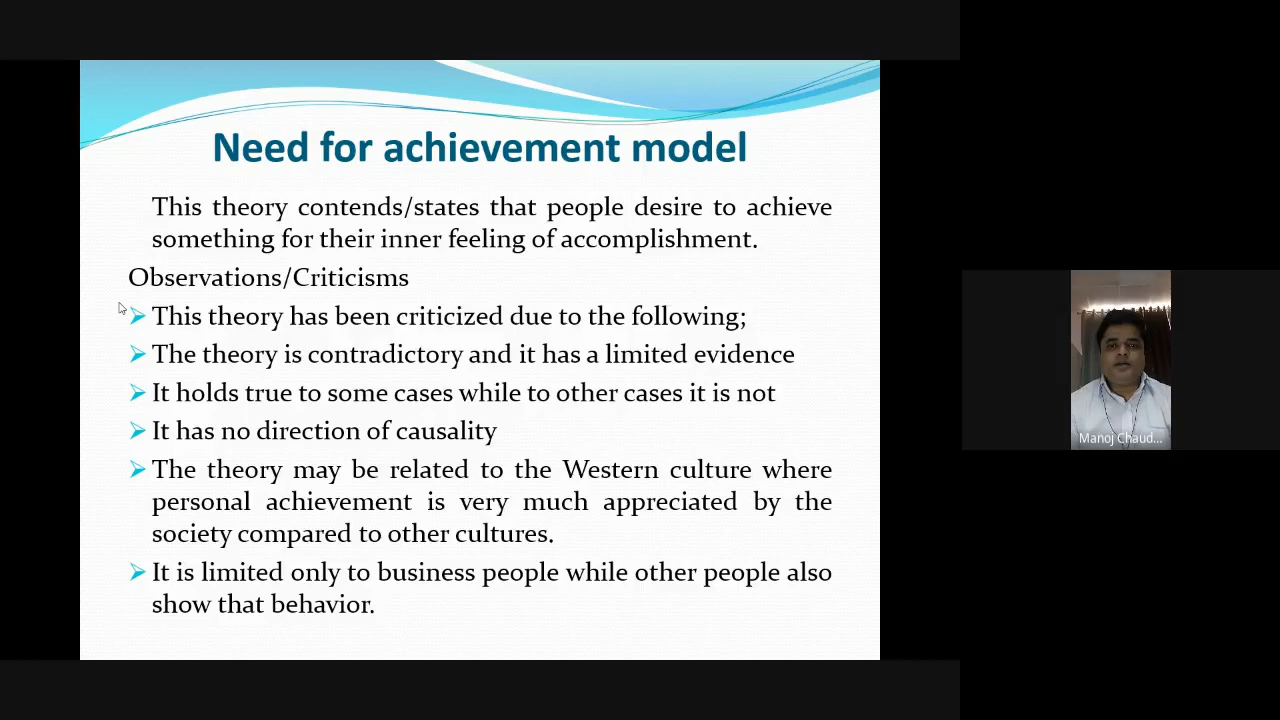 Need for achievement model
This theory contends/states that people desire to achieve
something for their inner feeling of accomplishment.
Observations/Criticisms
This theory has been criticized due to the following;
The theory is contradictory and it has a limited evidence
It holds true to some cases while to other cases it is not
It has no direction of causality
The theory may be related to the Western culture where
personal achievement is very much appreciated by the
society compared to other cultures.
It is limited only to business people while other people also
show that behavior.
Manoj Chaud...